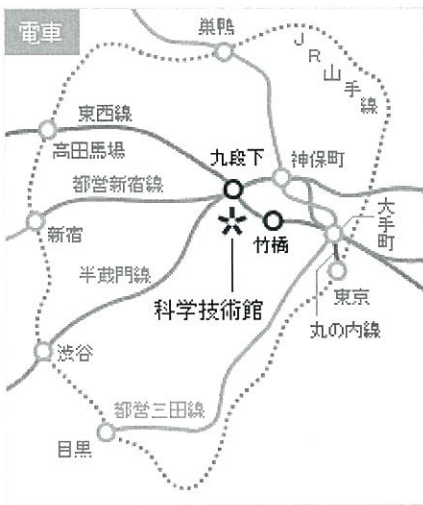 電車
巣鴨
JR山手線
東西線
高田馬場
九段下
神保町
都営新宿線
新宿
竹橋
大手町
半蔵門線
科学技術館
東京
丸の内線
渋谷
都営三田線
目黒